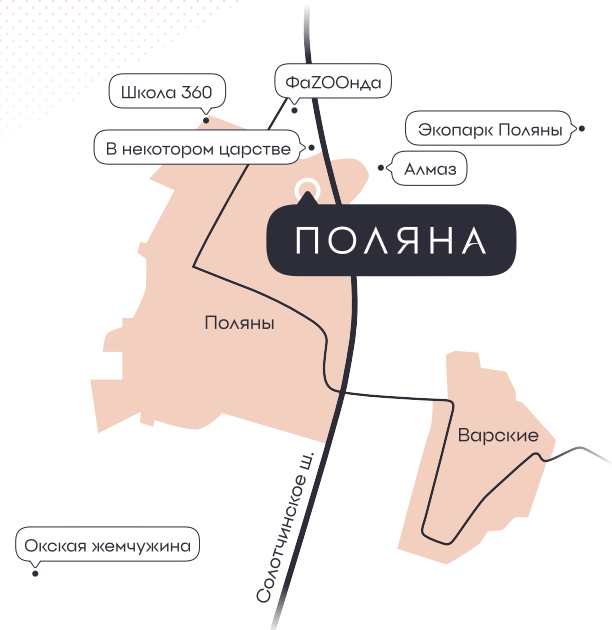 ФаZOOнда
Школа 360
Экопарк Поляны
В некотором царстве
Алмаз
ПОЛЯНА
Поляны
Варские
Солотчинское ш.
Окская жемчужина